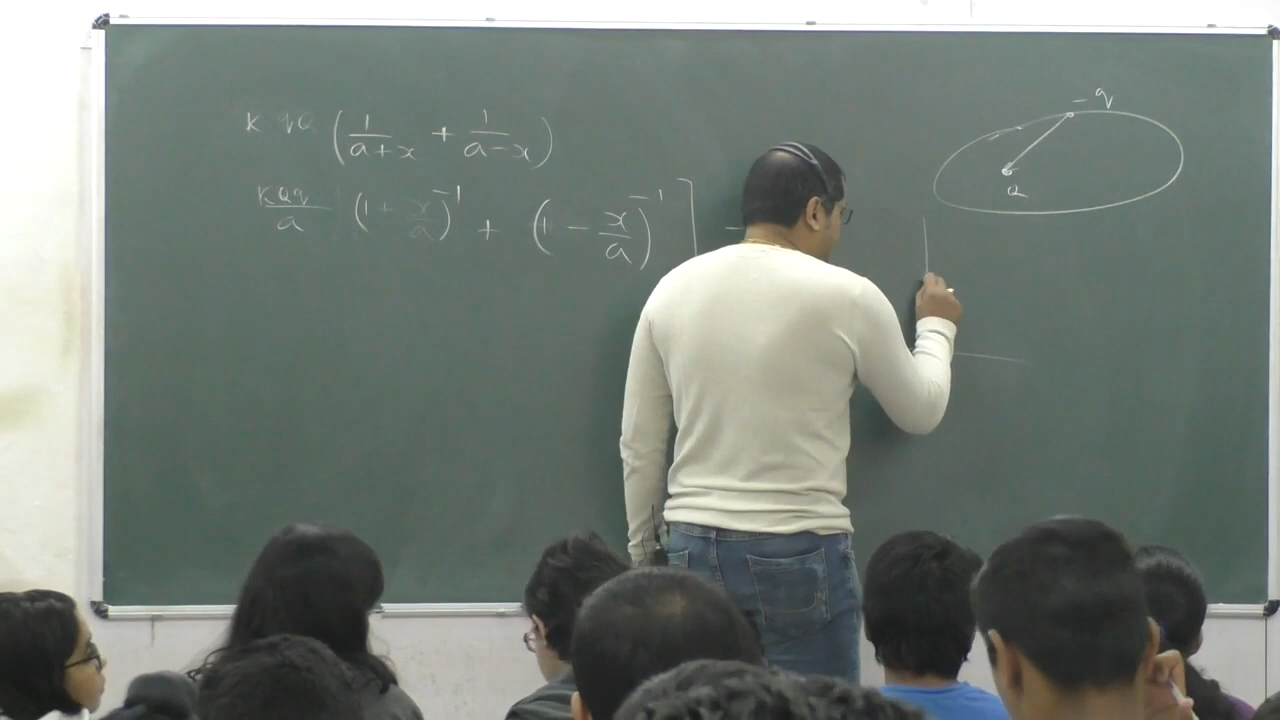 K qQ (1/(a+x) + 1/(a-x))
KQq/a [(1 + x/a)^-1 + (1 - x/a)^-1] -
-q
Q